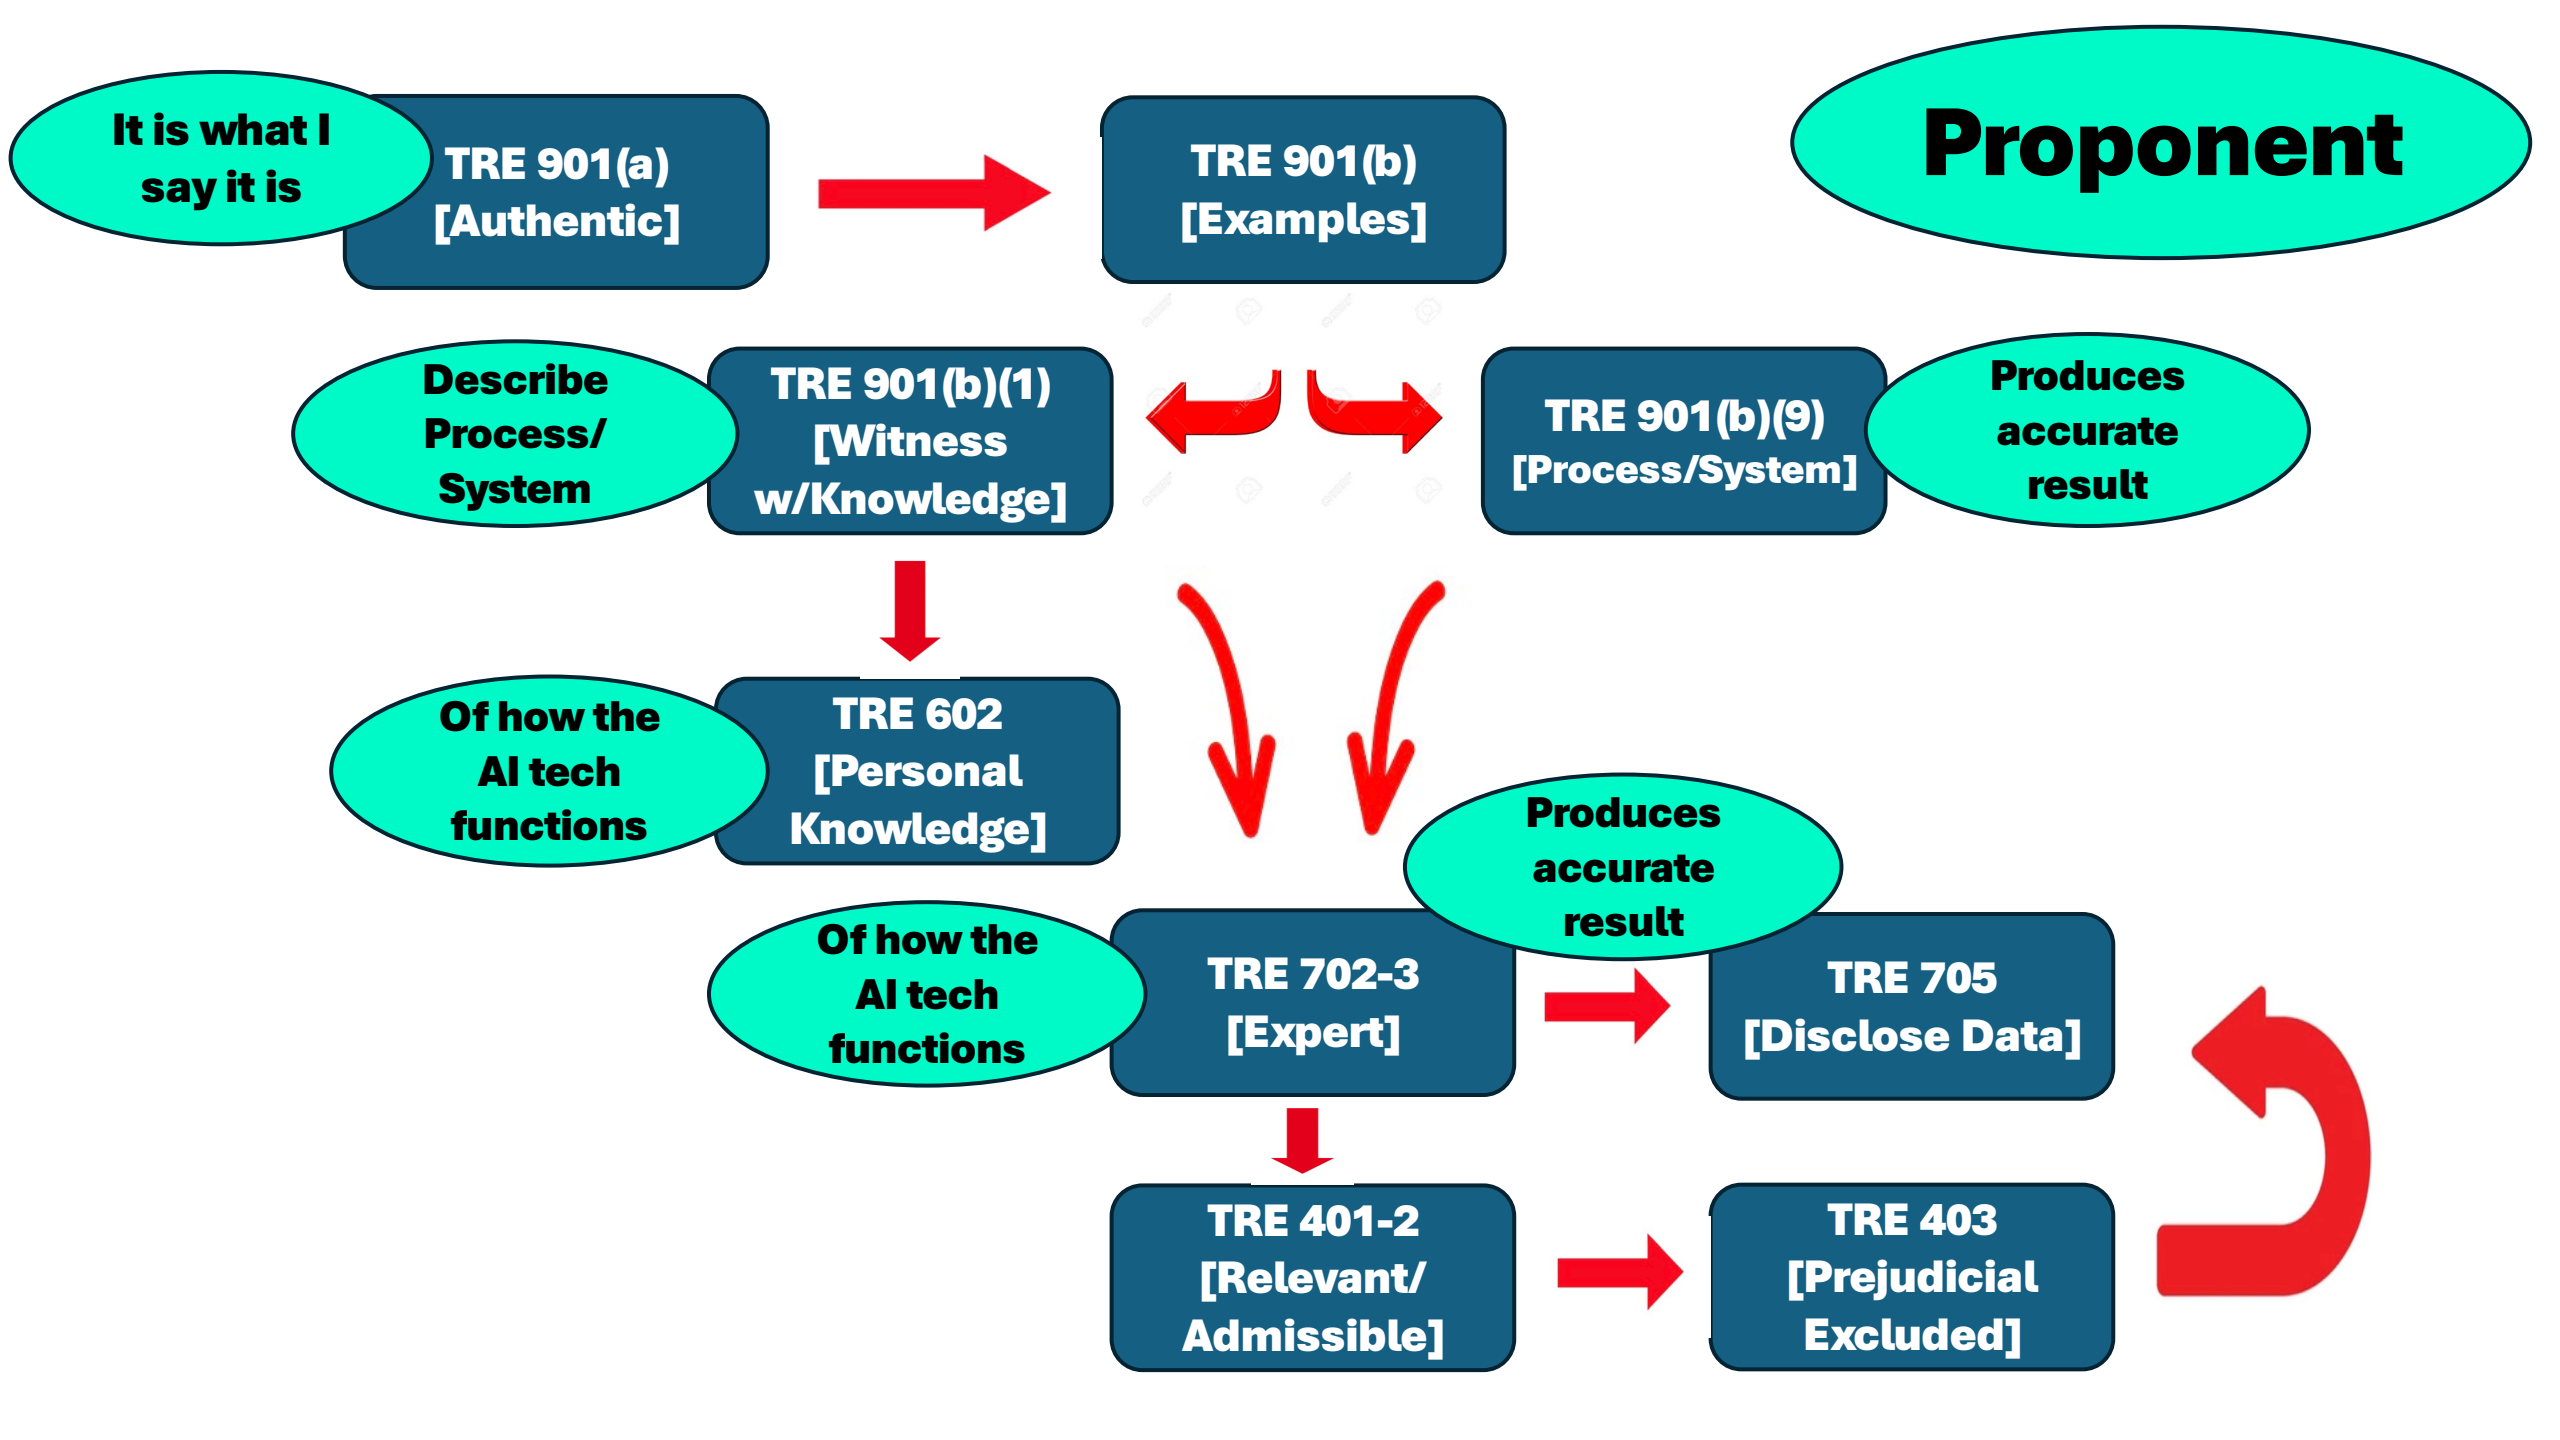 It is what I
say it is
TRE 901(a)
[Authentic]
TRE 901(b)
[Examples]
Proponent
Describe
Process/
System
TRE 901(b)(1)
[Witness
w/Knowledge]
TRE 901(b)(9)
[Process/System]
Produces
accurate
result
Of how the
AI tech
functions
TRE 602
[Personal
Knowledge]
Produces
accurate
result
Of how the
AI tech
functions
TRE 702-3
[Expert]
TRE 705
[Disclose Data]
TRE 401-2
[Relevant/
Admissible]
TRE 403
[Prejudicial
Excluded]